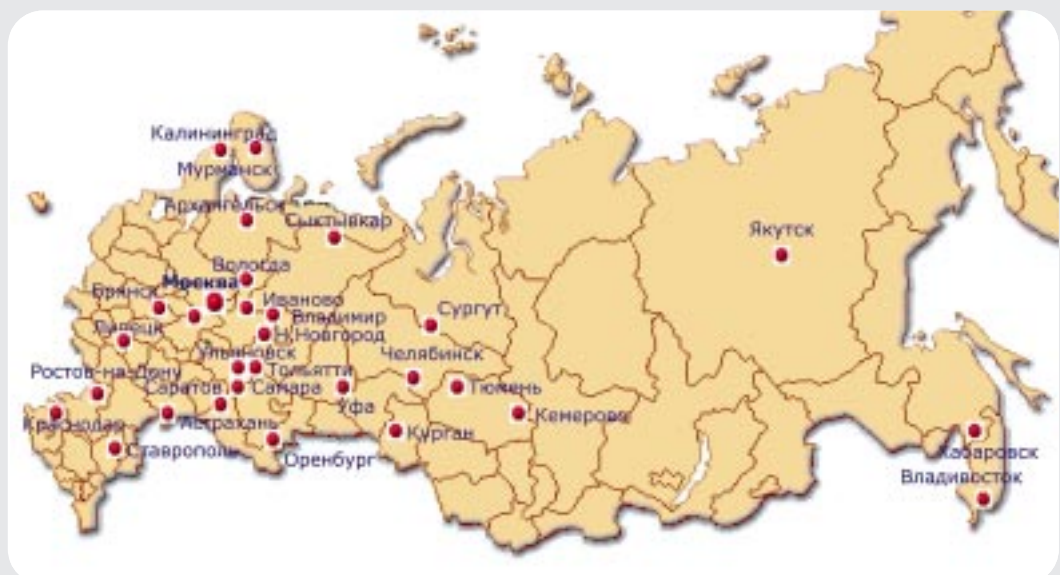 Калининград
Мурманск
Архангельск
Сыктывкар
Якутск
Вологда
Москва
Брянск
Иваново
Сургут
Владимир
Липецк
Н.Новгород
Ульяновск
Челябинск
Ростов-на-Дону
Тольятти
Саратов
Самара
Тюмень
Уфа
Кемерово
Краснодар
Астрахань
Курган
Ставрополь
Оренбург
Хабаровск
Владивосток